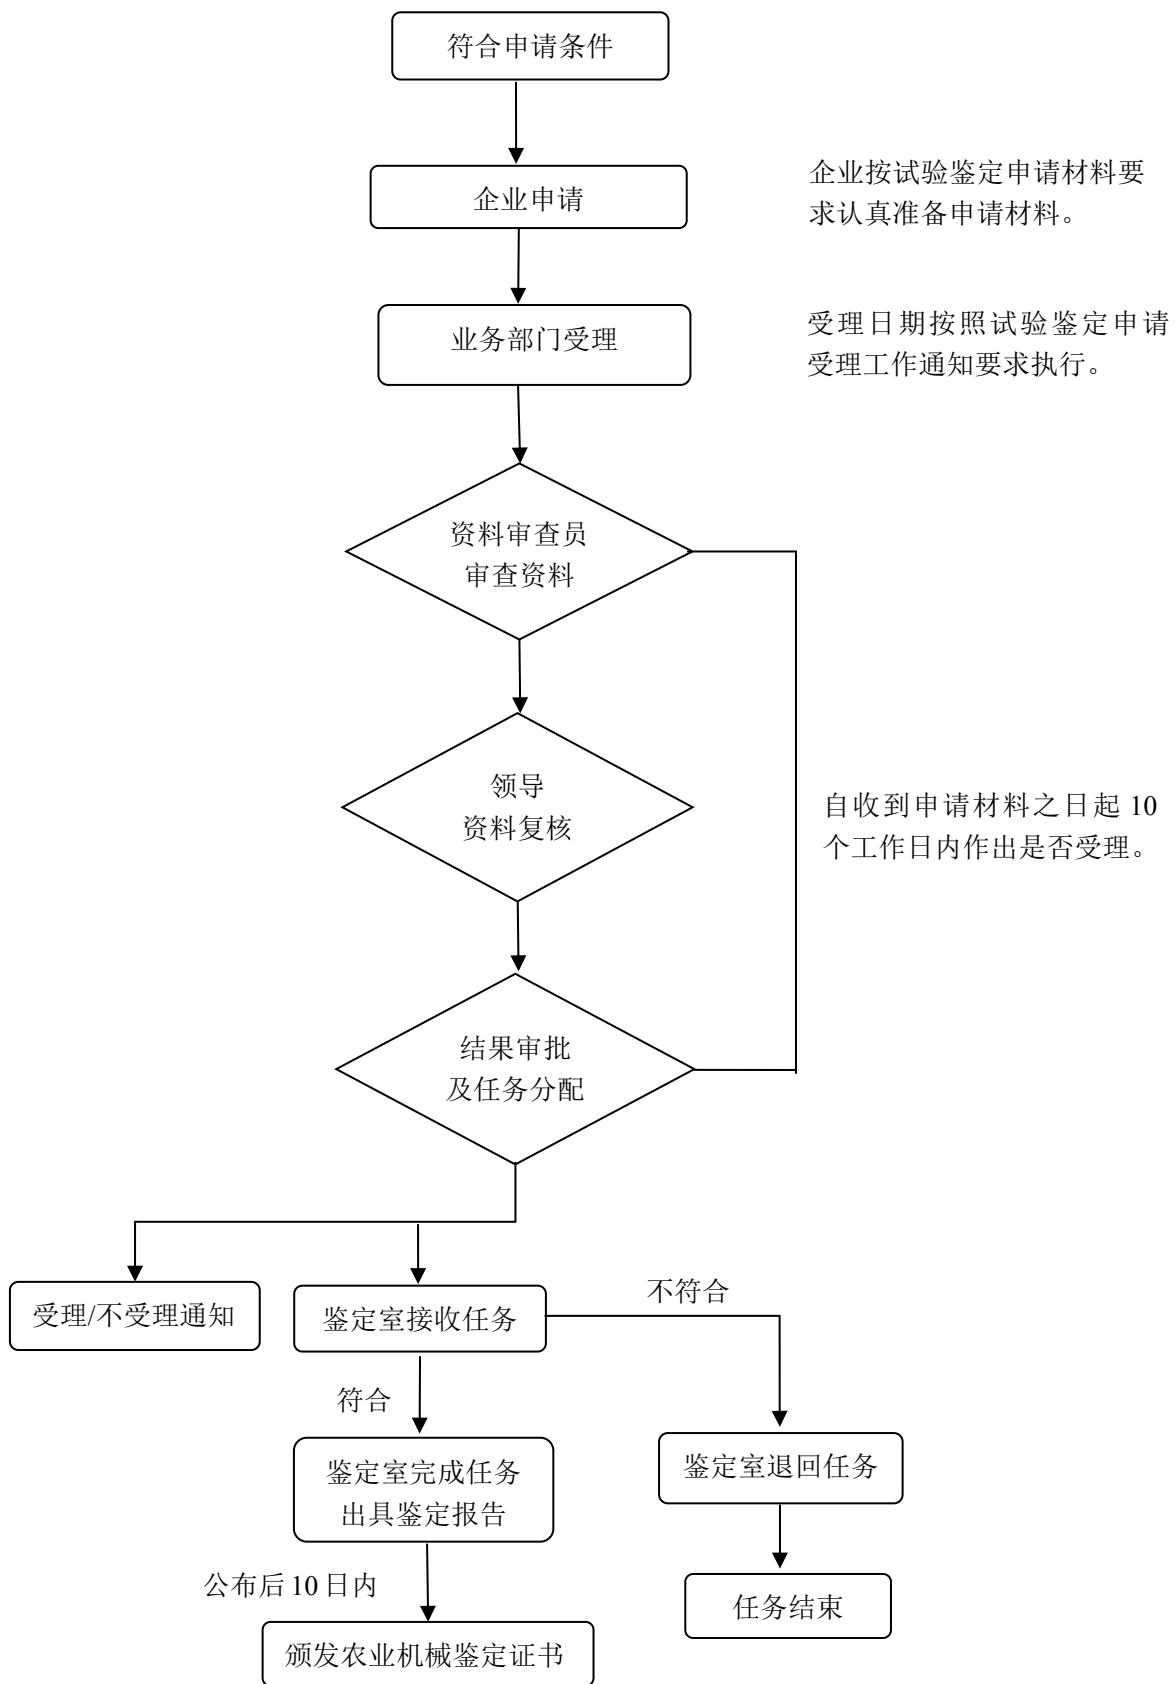 符合申请条件
企业申请
企业按试验鉴定申请材料要
求认真准备申请材料。
业务部门受理
受理日期按照试验鉴定申请
受理工作通知要求执行。
资料审查员
审查资料
领导
资料复核
自收到申请材料之日起 10
个工作日内作出是否受理。
结果审批
及任务分配
受理/不受理通知
鉴定室接收任务
不符合
符合
鉴定室完成任务
出具鉴定报告
鉴定室退回任务
公布后 10 日内
任务结束
颁发农业机械鉴定证书